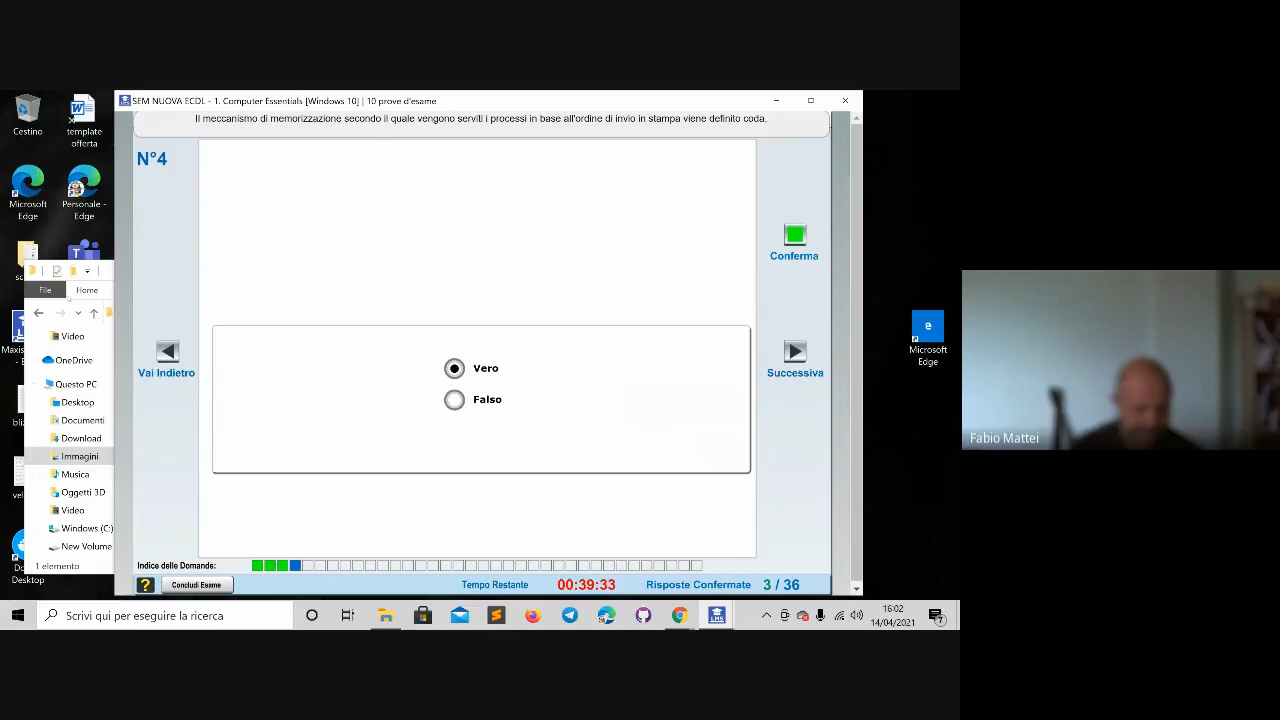 Cestino
template
offerta
Microsoft
Edge
Personale -
Edge
File
Home
Video
OneDrive
Questo PC
Desktop
Documenti
Download
Immagini
Musica
Oggetti 3D
Video
Windows (C:)
New Volume
1 elemento
Desktop
SEM NUOVA ECDL - 1. Computer Essentials [Windows 10] | 10 prove d'esame
Il meccanismo di memorizzazione secondo il quale vengono serviti i processi in base all'ordine di invio in stampa viene definito coda.
N°4
Conferma
Vai Indietro
Successiva
Vero
Falso
Indice delle Domande:
Concludi Esame
Tempo Restante
00:39:33
Risposte Confermate
3 / 36
Microsoft
Edge
Fabio Mattei
Scrivi qui per eseguire la ricerca
LMS
16:02
14/04/2021
7